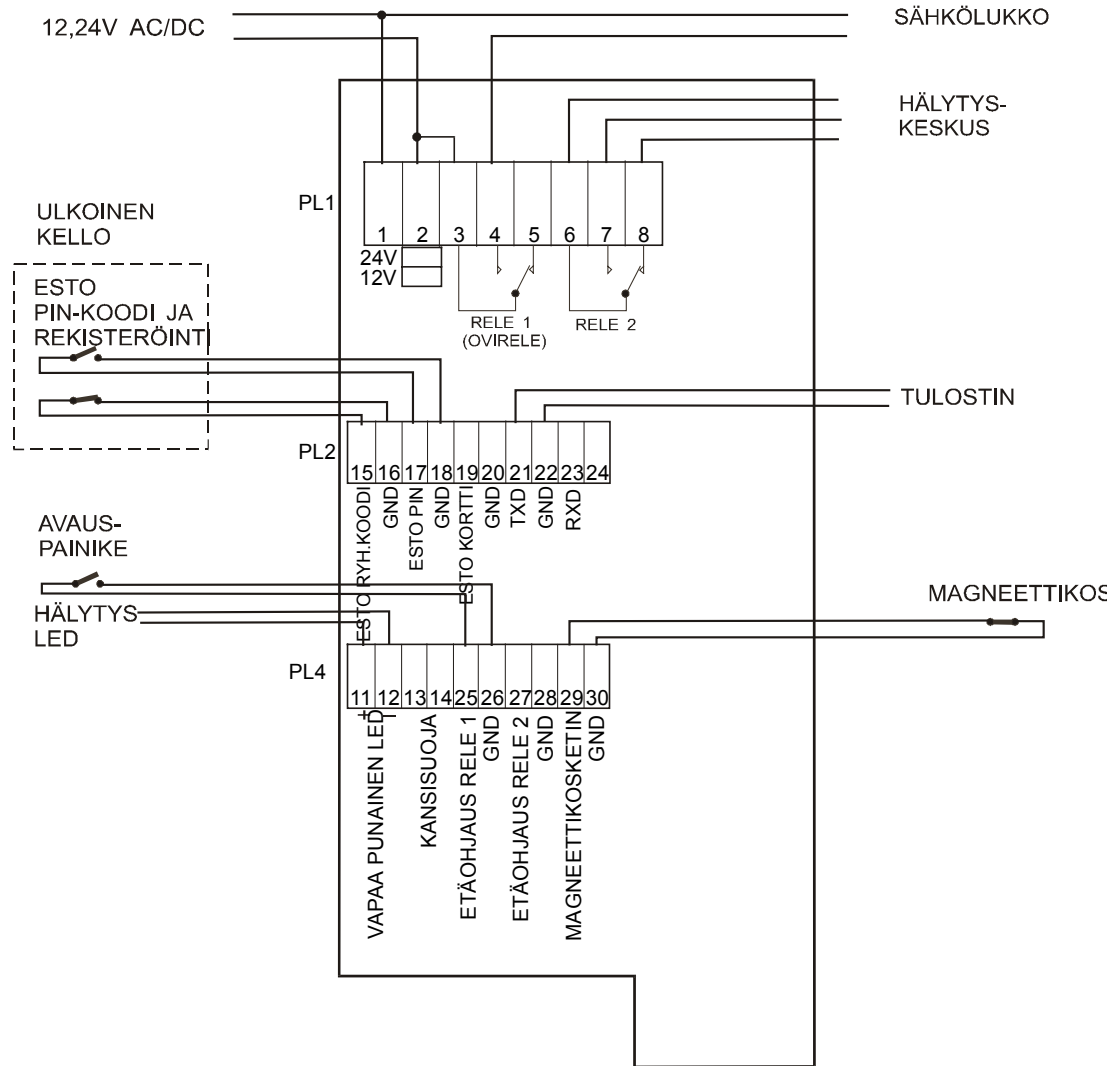 12,24V AC/DC
SÄHKÖLUKKO
HÄLYTYS-
KESKUS
PL1
1 2 3 4 5 6 7 8
24V
12V
RELE 1
(OVIRELE)
RELE 2
ULKOINEN
KELLO
ESTO
PIN-KOODI JA
REKISTERÖINTI
TULOSTIN
PL2
15 16 17 18 19 20 21 22 23 24
ESTO RYH.KOODI
GND
ESTO PIN
GND
ESTO KORTTI
GND
TXD
GND
RXD
AVAUS-
PAINIKE
HÄLYTYS
LED
MAGNEETTIKOS
PL4
11 12 13 14 25 26 27 28 29 30
+ −
VAPAA PUNAINEN LED
KANSISUOJA
ETÄOHJAUS RELE 1
GND
ETÄOHJAUS RELE 2
GND
MAGNEETTIKOSKETIN
GND